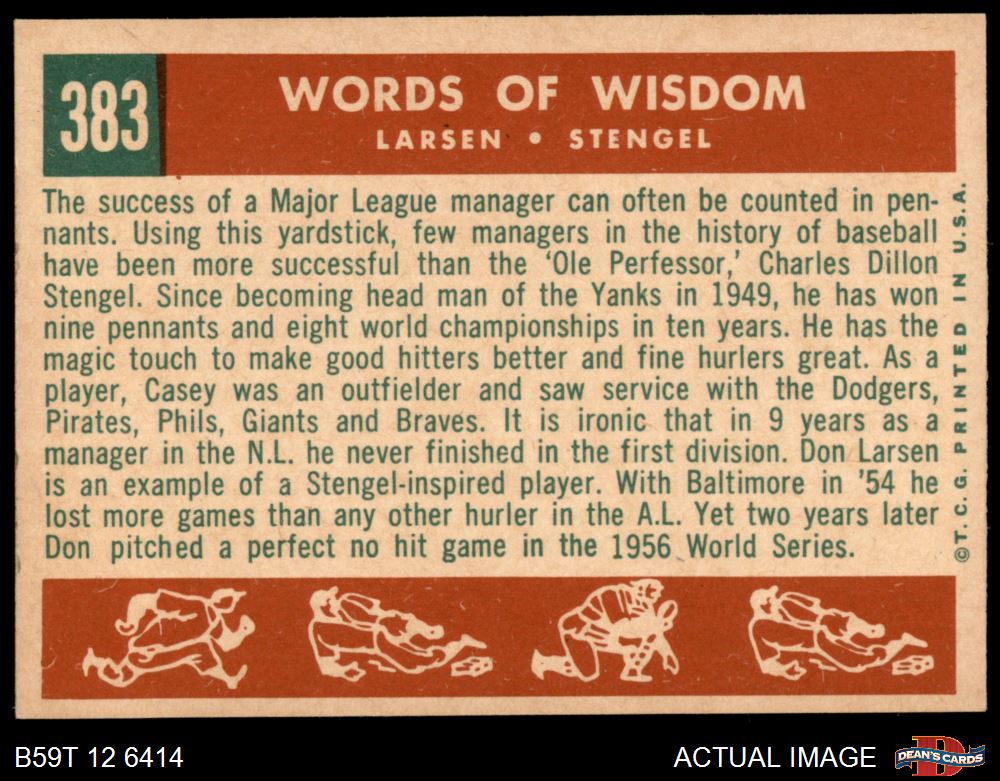 383
WORDS OF WISDOM
LARSEN • STENGEL
The success of a Major League manager can often be counted in pen-
nants. Using this yardstick, few managers in the history of baseball
have been more successful than the 'Ole Perfessor,' Charles Dillon
Stengel. Since becoming head man of the Yanks in 1949, he has won
nine pennants and eight world championships in ten years. He has the
magic touch to make good hitters better and fine hurlers great. As a
player, Casey was an outfielder and saw service with the Dodgers,
Pirates, Phils, Giants and Braves. It is ironic that in 9 years as a
manager in the N.L. he never finished in the first division. Don Larsen
is an example of a Stengel-inspired player. With Baltimore in '54 he
lost more games than any other hurler in the A.L. Yet two years later
Don pitched a perfect no hit game in the 1956 World Series.
©T.C.G. PRINTED IN U.S.A.
B59T 12 6414
ACTUAL IMAGE
D
DEAN'S CARDS